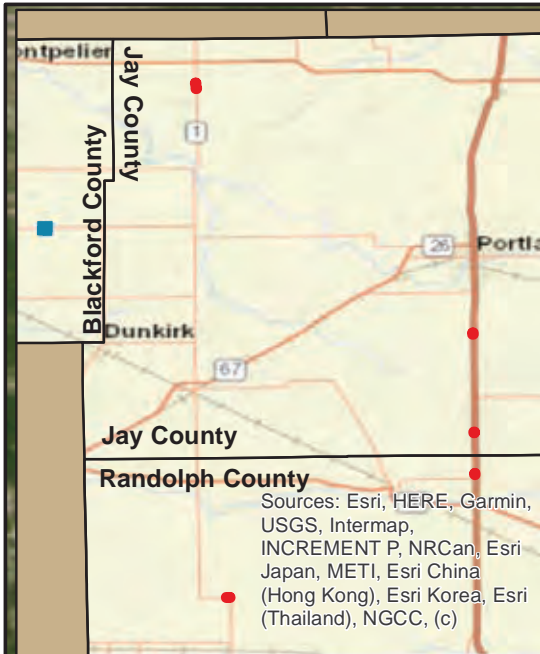 ontpelier
Jay County
1
Blackford County
26
Portla
Dunkirk
67
Jay County
Randolph County
Sources: Esri, HERE, Garmin,
USGS, Intermap,
INCREMENT P, NRCan, Esri
Japan, METI, Esri China
(Hong Kong), Esri Korea, Esri
(Thailand), NGCC, (c)